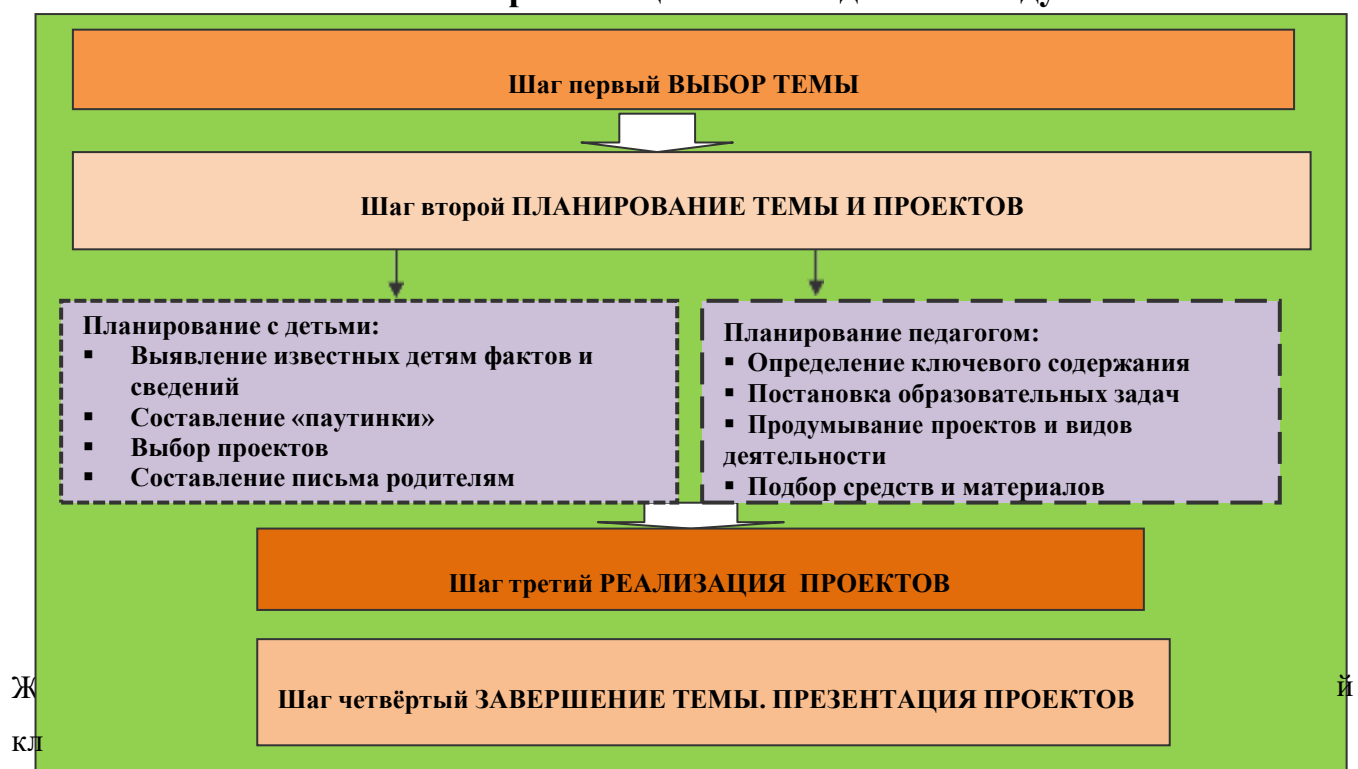 Шаг первый ВЫБОР ТЕМЫ
Шаг второй ПЛАНИРОВАНИЕ ТЕМЫ И ПРОЕКТОВ
Планирование с детьми:
▪ Выявление известных детям фактов и
сведений
▪ Составление «паутинки»
▪ Выбор проектов
▪ Составление письма родителям
Планирование педагогом:
▪ Определение ключевого содержания
▪ Постановка образовательных задач
▪ Продумывание проектов и видов
деятельности
▪ Подбор средств и материалов
Шаг третий РЕАЛИЗАЦИЯ ПРОЕКТОВ
Шаг четвёртый ЗАВЕРШЕНИЕ ТЕМЫ. ПРЕЗЕНТАЦИЯ ПРОЕКТОВ